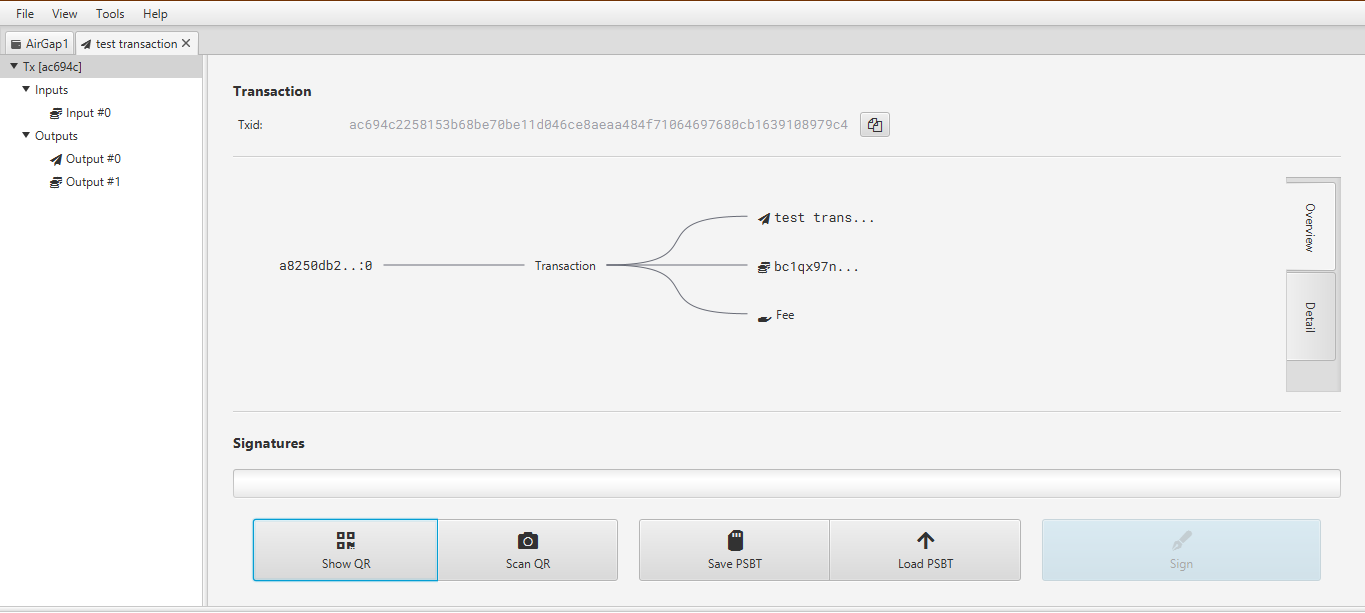 File View Tools Help
AirGap1 test transaction
Tx [ac694c]
Inputs
Input #0
Outputs
Output #0
Output #1
Transaction
Txid: ac694c2258153b68be70be11d046ce8aeaa484f71064697680cb1639108979c4
test trans...
a8250db2..:0 Transaction bc1qx97n...
Fee
Overview
Detail
Signatures
Show QR Scan QR Save PSBT Load PSBT Sign